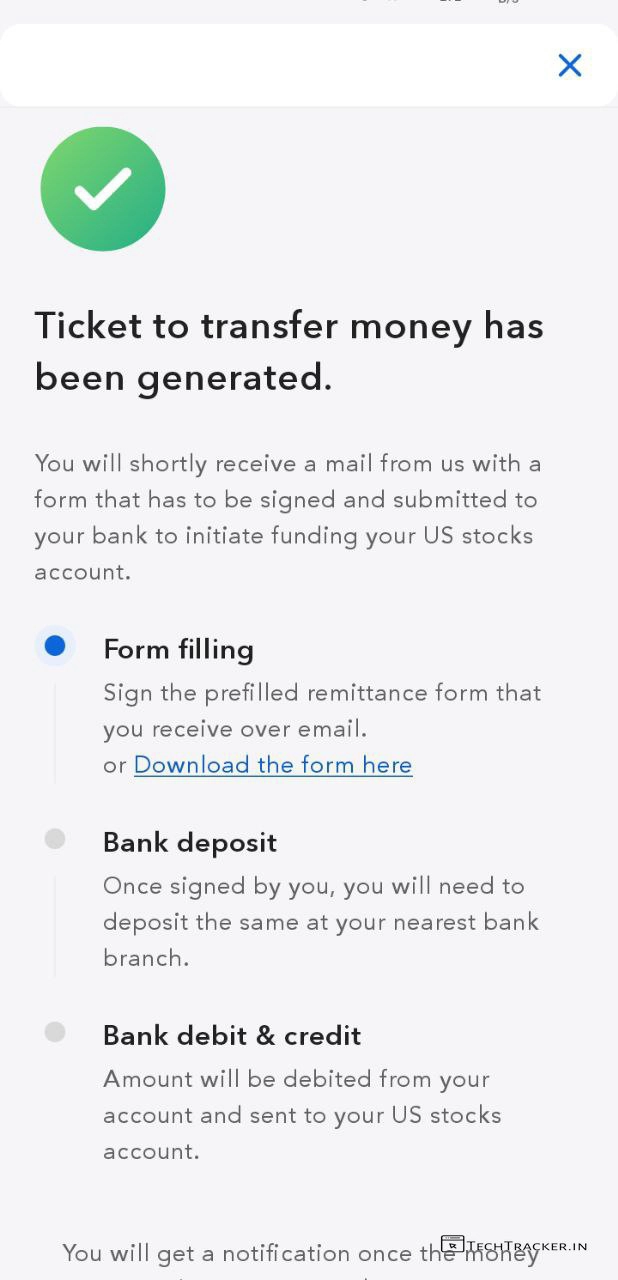 Ticket to transfer money has
been generated.
You will shortly receive a mail from us with a
form that has to be signed and submitted to
your bank to initiate funding your US stocks
account.
Form filling
Sign the prefilled remittance form that
you receive over email.
or Download the form here
Bank deposit
Once signed by you, you will need to
deposit the same at your nearest bank
branch.
Bank debit & credit
Amount will be debited from your
account and sent to your US stocks
account.
You will get a notification once the money
TECHTRACKER.IN